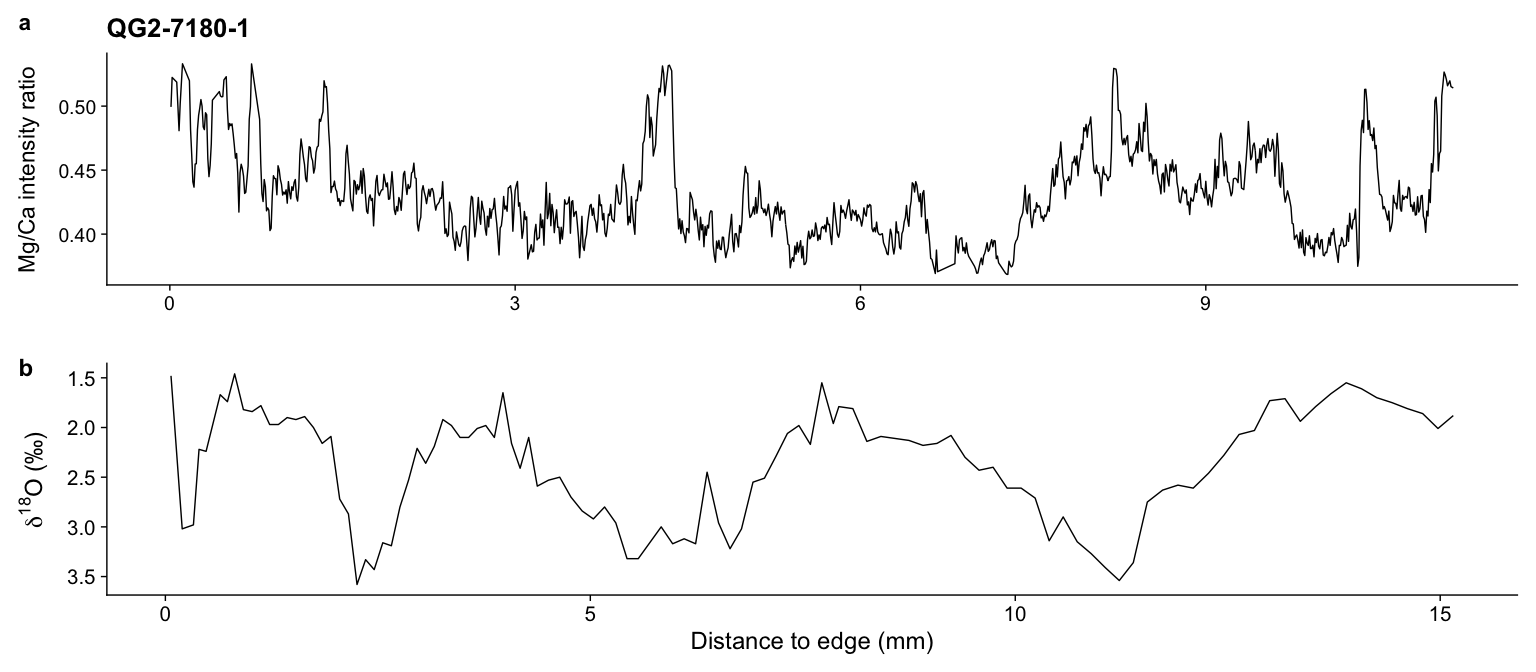 a
QG2-7180-1
Mg/Ca intensity ratio
0.50
0.45
0.40
0 3 6 9
b
δ18O (‰)
1.5
2.0
2.5
3.0
3.5
0 5 10 15
Distance to edge (mm)